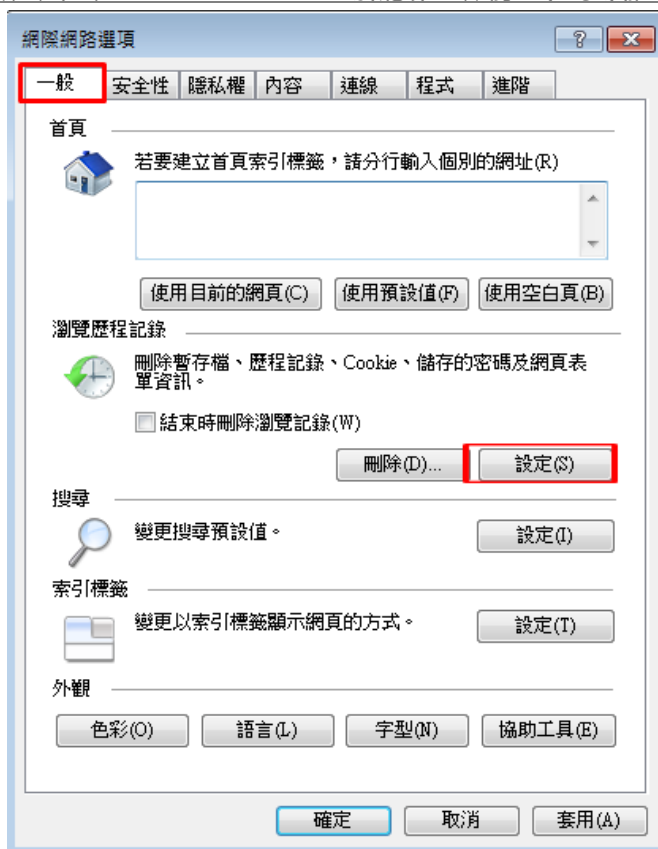 網際網路選項
一般 安全性 隱私權 內容 連線 程式 進階
首頁
若要建立首頁索引標籤，請分行輸入個別的網址(R)
使用目前的網頁(C) 使用預設值(F) 使用空白頁(B)
瀏覽歷程記錄
刪除暫存檔、歷程記錄、Cookie、儲存的密碼及網頁表
單資訊。
結束時刪除瀏覽記錄(W)
刪除(D)... 設定(S)
搜尋
變更搜尋預設值。 設定(I)
索引標籤
變更以索引標籤顯示網頁的方式。 設定(T)
外觀
色彩(O) 語言(L) 字型(N) 協助工具(E)
確定 取消 套用(A)